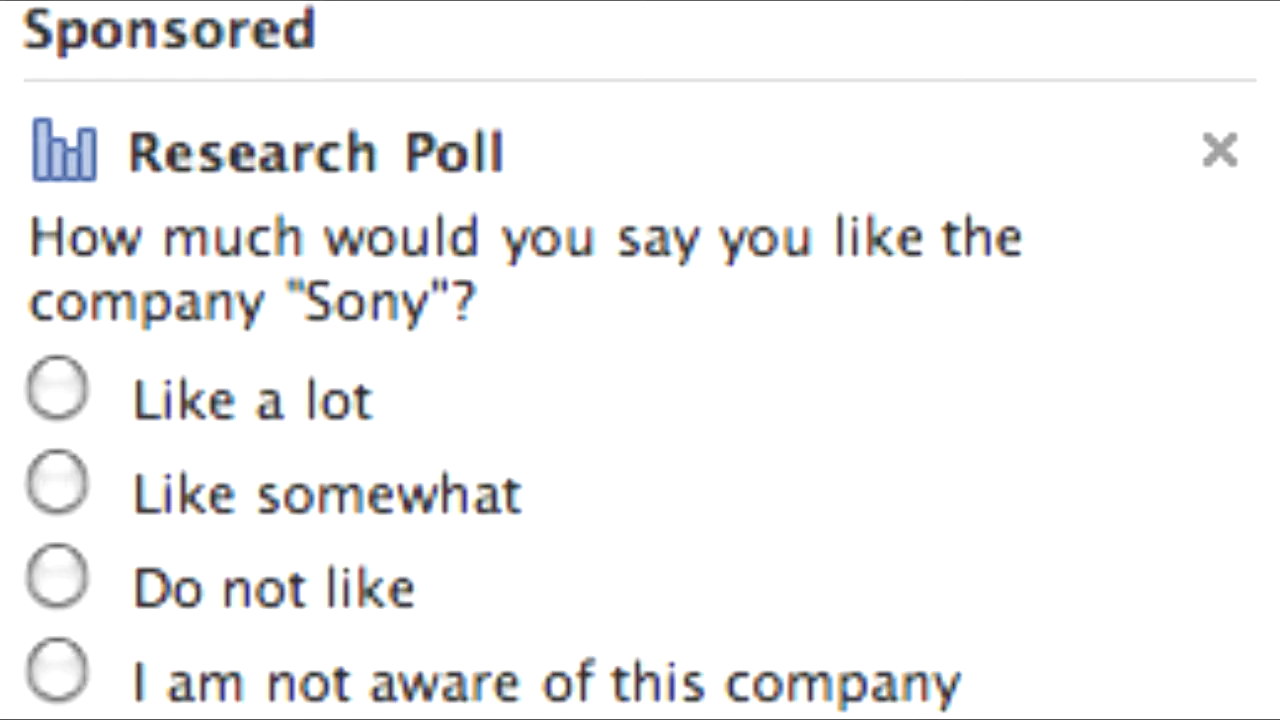 Sponsored
Research Poll
How much would you say you like the
company "Sony"?
Like a lot
Like somewhat
Do not like
I am not aware of this company